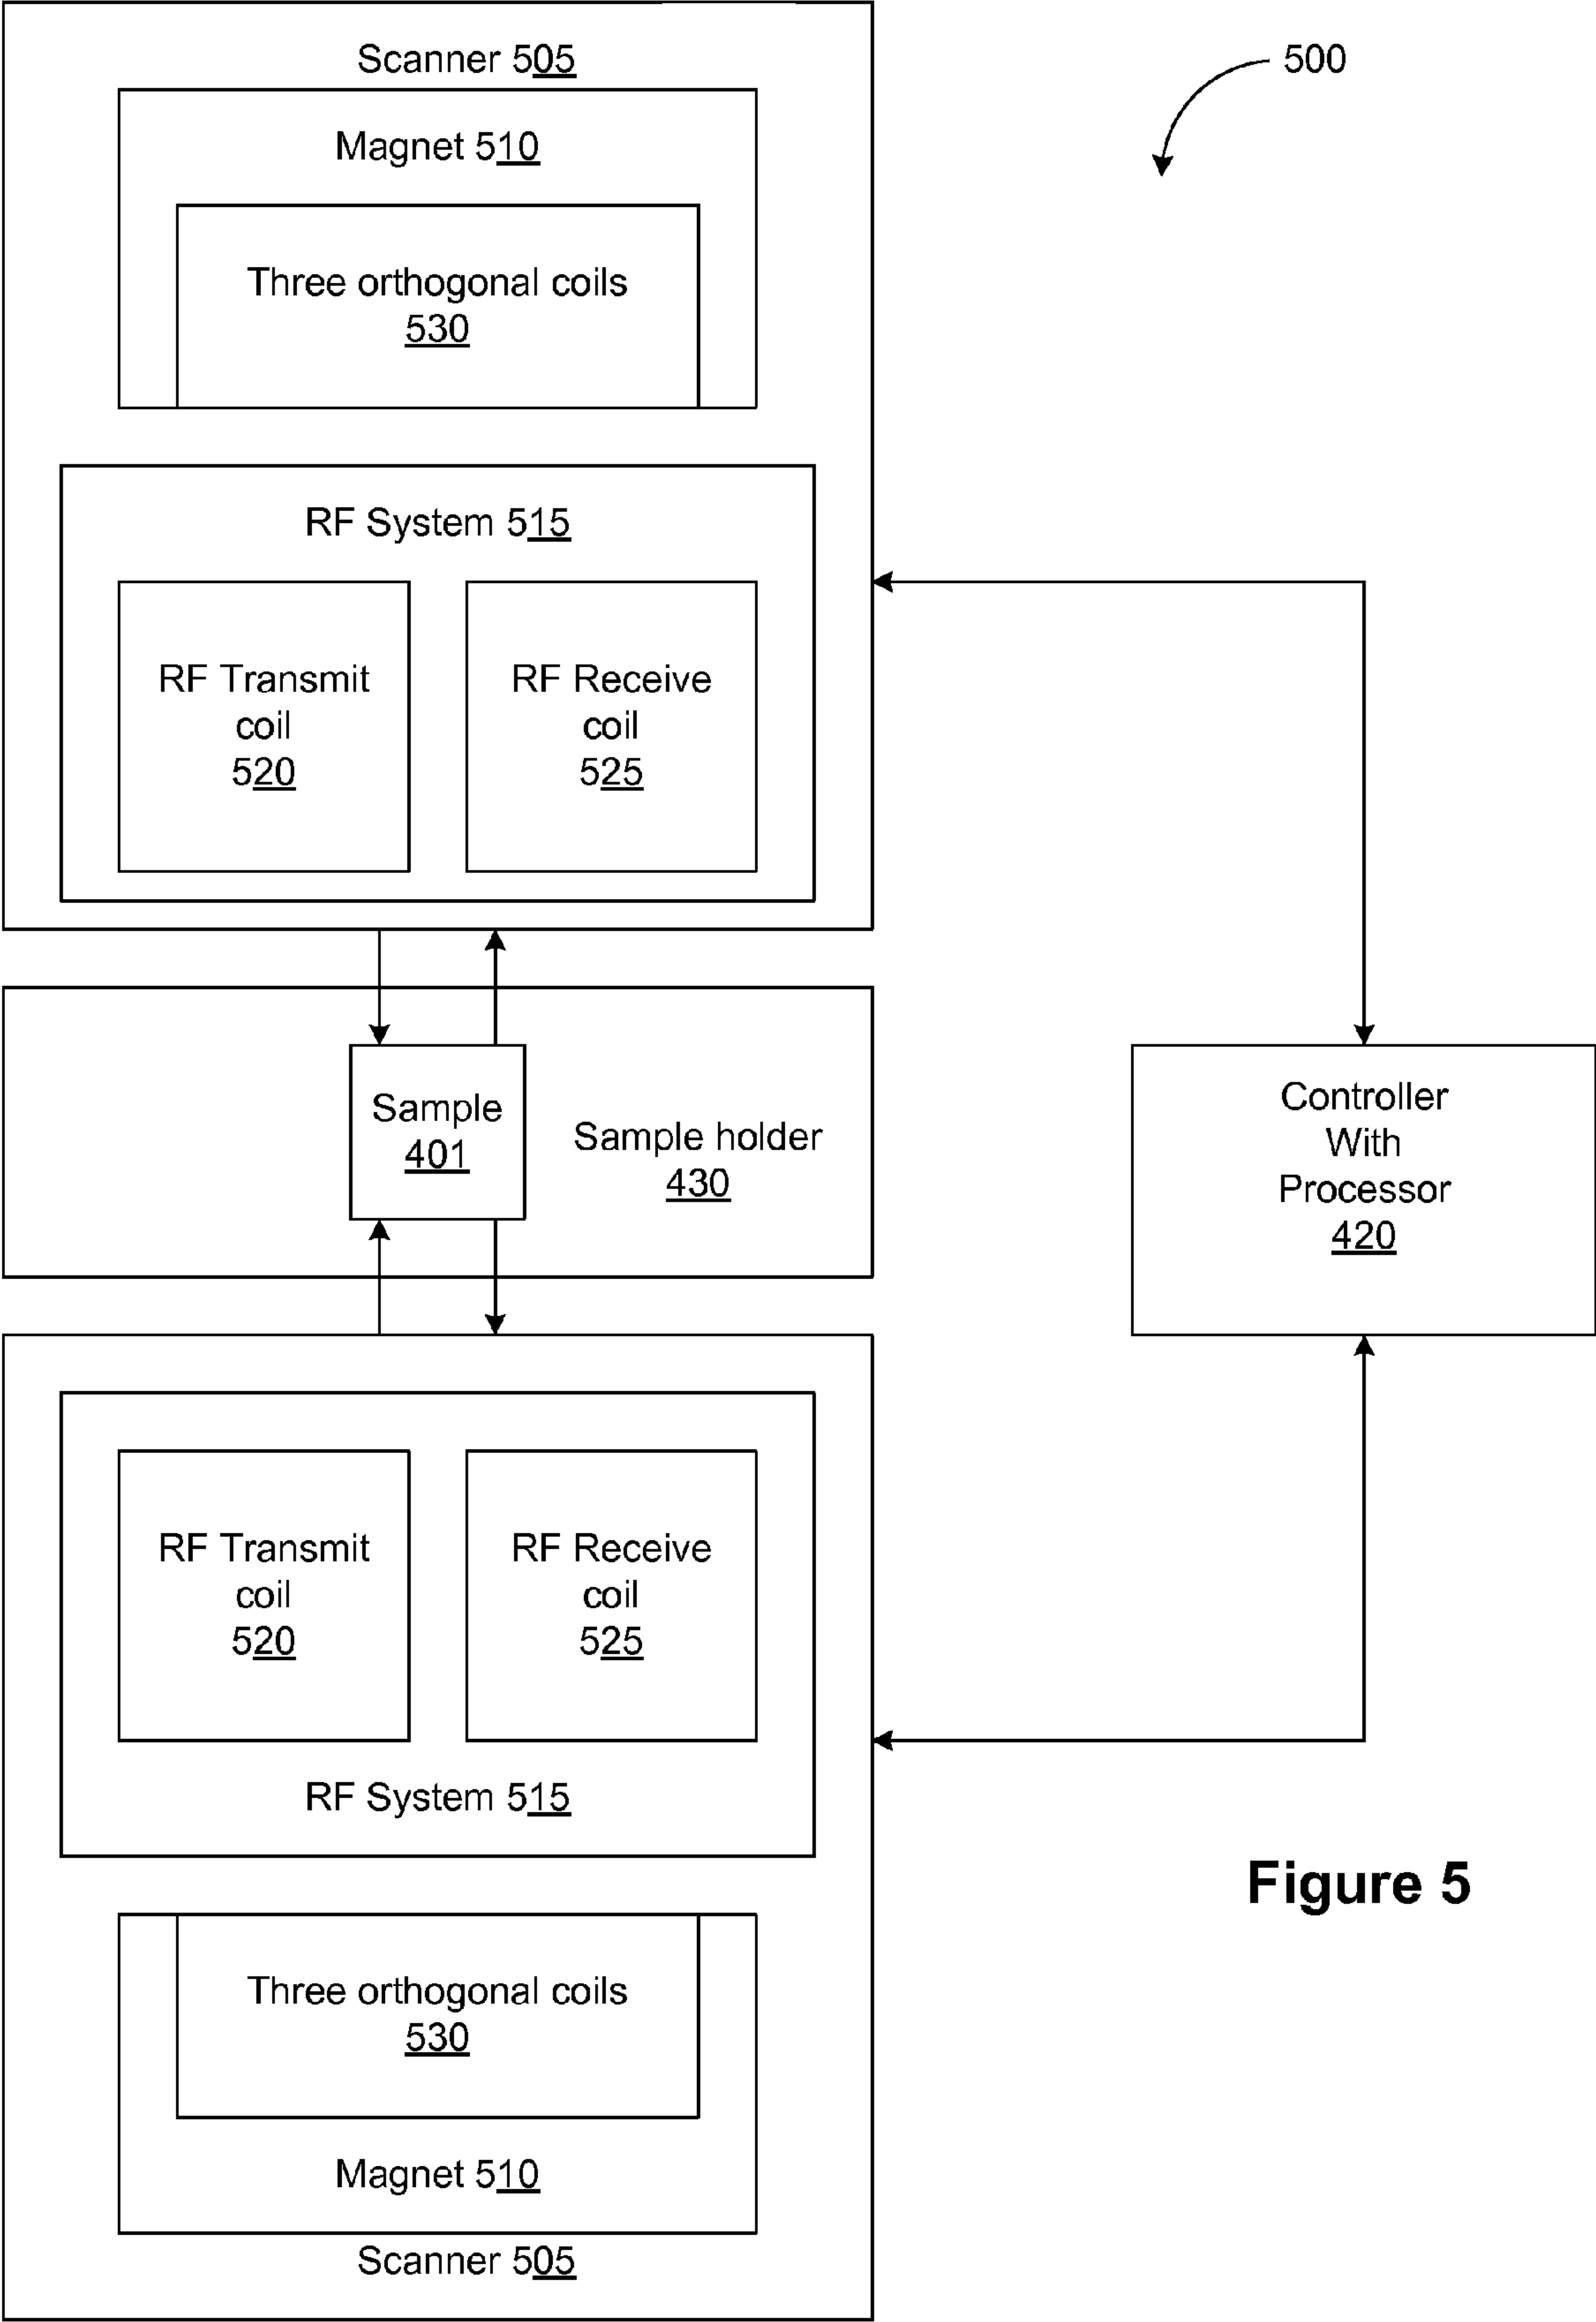 Scanner 505
500
Magnet 510
Three orthogonal coils
530
RF System 515
RF Transmit
coil
520
RF Receive
coil
525
Sample
401
Sample holder
430
Controller
With
Processor
420
RF Transmit
coil
520
RF Receive
coil
525
RF System 515
Figure 5
Three orthogonal coils
530
Magnet 510
Scanner 505